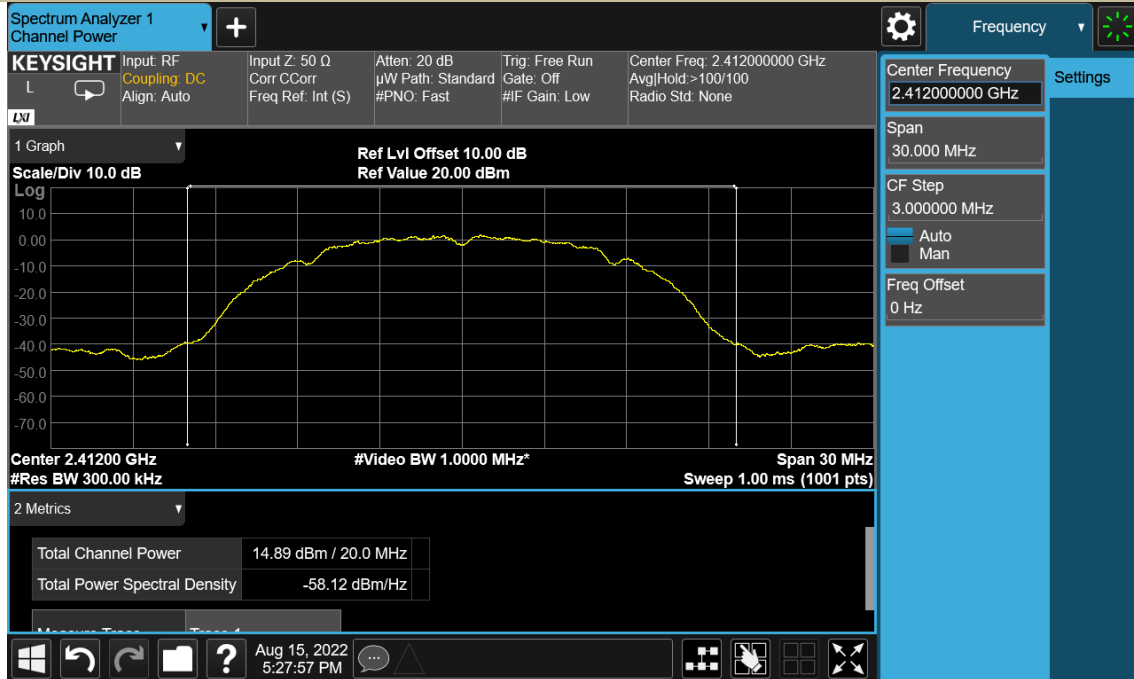 Spectrum Analyzer 1
Channel Power
Frequency
KEYSIGHT
L
LXI
Input: RF
Coupling: DC
Align: Auto
Input Z: 50 Ω
Corr CCorr
Freq Ref: Int (S)
Atten: 20 dB
µW Path: Standard
#PNO: Fast
Trig: Free Run
Gate: Off
#IF Gain: Low
Center Freq: 2.412000000 GHz
Avg|Hold:>100/100
Radio Std: None
1 Graph
Scale/Div 10.0 dB
Ref Lvl Offset 10.00 dB
Ref Value 20.00 dBm
Log
10.0
0.00
-10.0
-20.0
-30.0
-40.0
-50.0
-60.0
-70.0
Center 2.41200 GHz
#Video BW 1.0000 MHz*
Span 30 MHz
#Res BW 300.00 kHz
Sweep 1.00 ms (1001 pts)
2 Metrics
Total Channel Power 14.89 dBm / 20.0 MHz
Total Power Spectral Density -58.12 dBm/Hz
Measure Trace Trace 1
?
Aug 15, 2022
5:27:57 PM
Center Frequency
2.412000000 GHz
Span
30.000 MHz
CF Step
3.000000 MHz
Auto
Man
Freq Offset
0 Hz
Settings